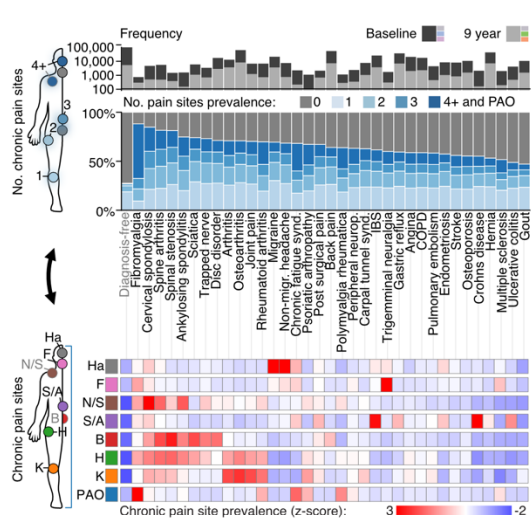 Frequency
Baseline
9 year
100,000
10,000
1,000
100
No. pain sites prevalence: 0 1 2 3 4+ and PAO
100%
50%
0%
No. chronic pain sites
4+
3
2
1
Diagnosis-free
Fibromyalgia
Cervical spondylosis
Spine arthritis
Spinal stenosis
Ankylosing spondylitis
Sciatica
Trapped nerve
Disc disorder
Arthritis
Osteoarthritis
Joint pain
Rheumatoid arthritis
Migraine
Non-migr. headache
Chronic fatigue synd.
Psoriatic arthropathy
Post surgical pain
Back pain
Polymyalgia rheumatica
Peripheral neurop.
Carpal tunnel synd.
IBS
Trigemminal neuralgia
Gastric reflux
Angina
COPD
Pulmonary embolism
Endometriosis
Stroke
Osteoporosis
Crohns disease
Hernia
Multiple sclerosis
Ulcerative colitis
Gout
Chronic pain sites
Ha
F
N/S
S/A
B
H
K
Ha
F
N/S
S/A
B
H
K
PAO
Chronic pain site prevalence (z-score): 3 -2